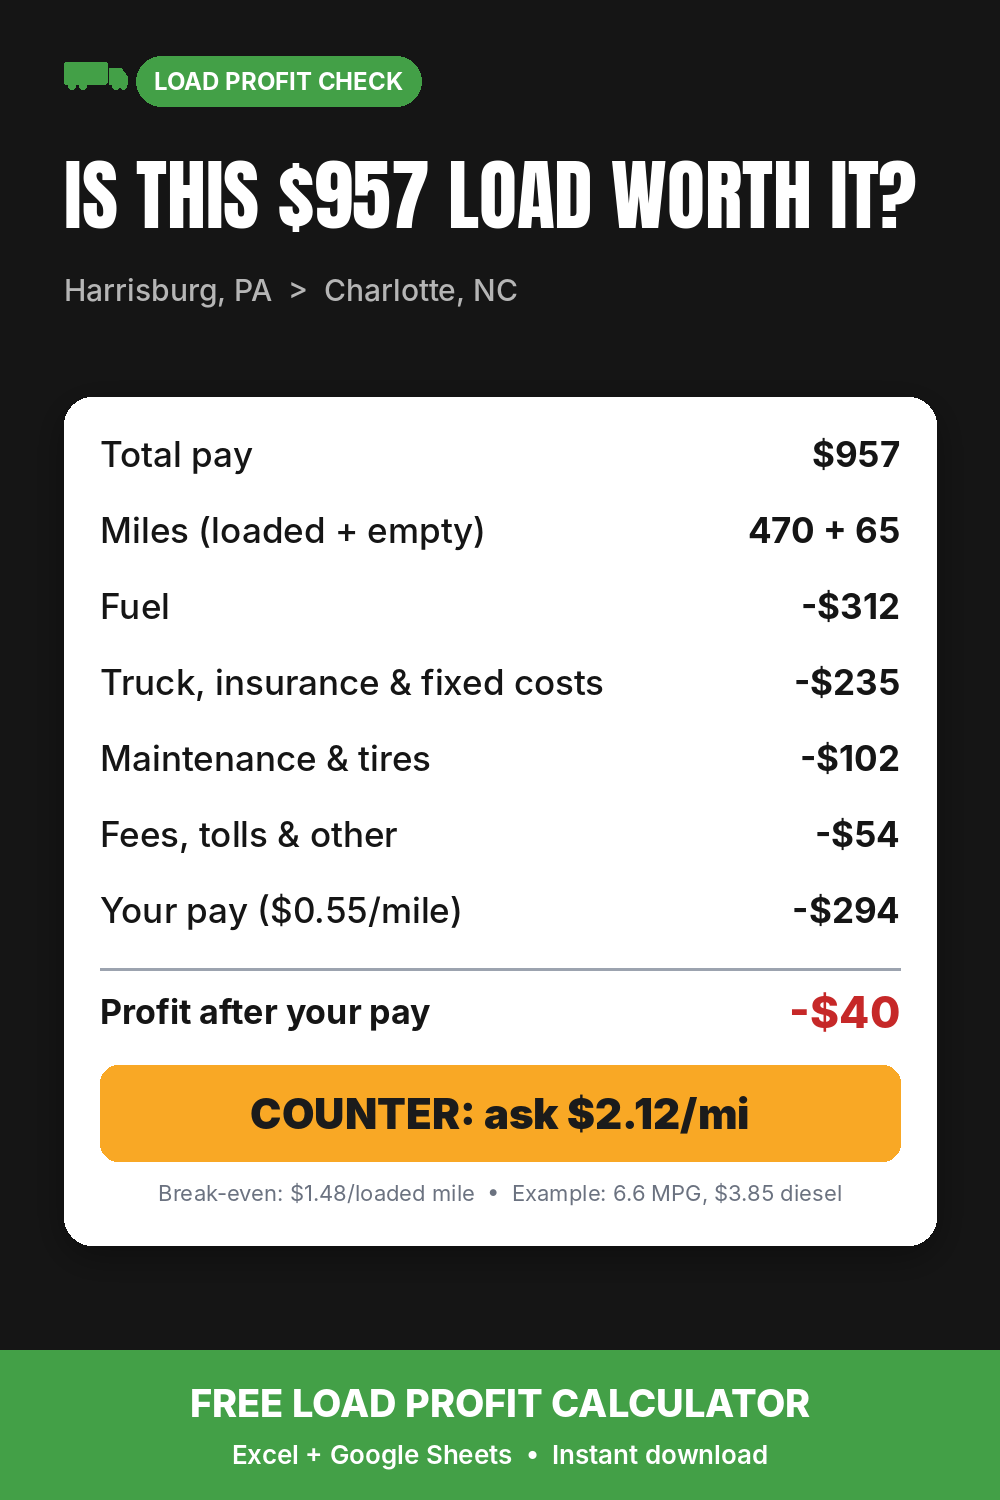 LOAD PROFIT CHECK
IS THIS $957 LOAD WORTH IT?
Harrisburg, PA > Charlotte, NC
Total pay $957
Miles (loaded + empty) 470 + 65
Fuel -$312
Truck, insurance & fixed costs -$235
Maintenance & tires -$102
Fees, tolls & other -$54
Your pay ($0.55/mile) -$294
Profit after your pay -$40
COUNTER: ask $2.12/mi
Break-even: $1.48/loaded mile • Example: 6.6 MPG, $3.85 diesel
FREE LOAD PROFIT CALCULATOR
Excel + Google Sheets • Instant download